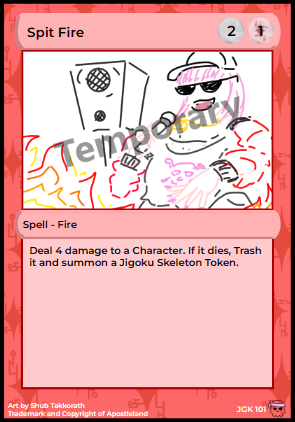 Spit Fire
2 1
Temporary
Spell - Fire
Deal 4 damage to a Character. If it dies, Trash
it and summon a Jigoku Skeleton Token.
Art by Shub Takkorath
Trademark and Copyright of Apostleland
JGK 101